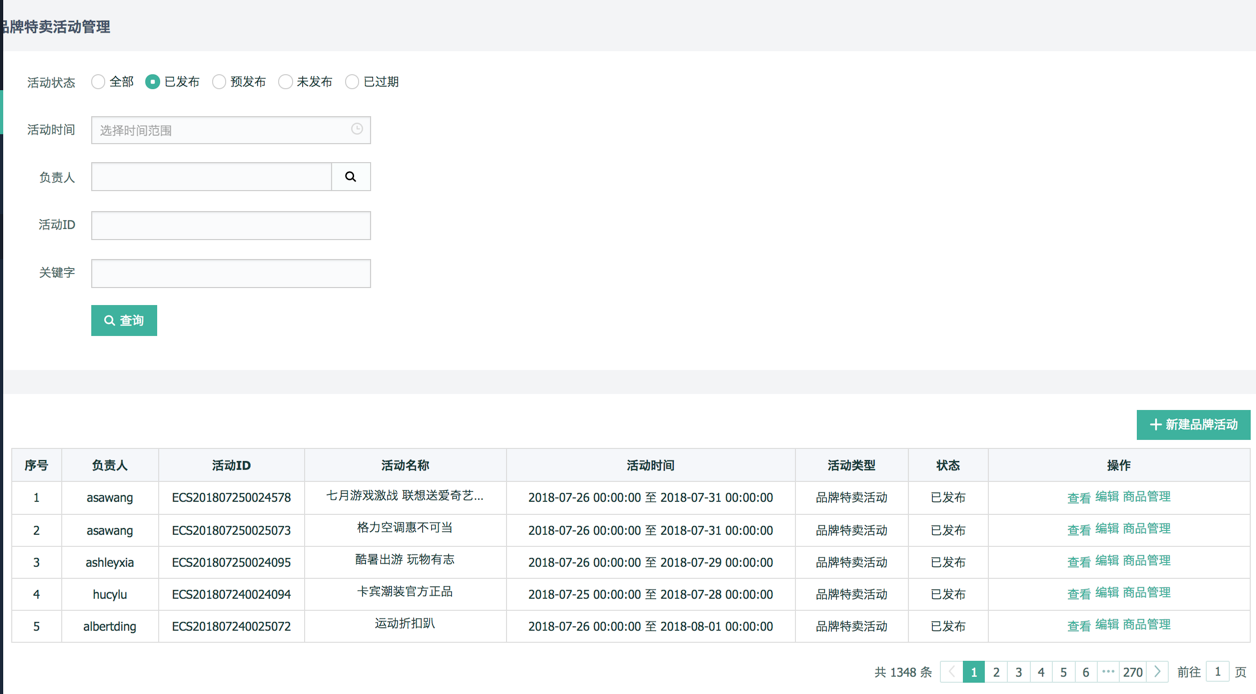 品牌特卖活动管理
活动状态 全部 已发布 预发布 未发布 已过期
活动时间 选择时间范围
负责人
活动ID
关键字
查询
新建品牌活动
序号 负责人 活动ID 活动名称 活动时间 活动类型 状态 操作
1 asawang ECS201807250024578 七月游戏激战 联想送爱奇艺... 2018-07-26 00:00:00 至 2018-07-31 00:00:00 品牌特卖活动 已发布 查看 编辑 商品管理
2 asawang ECS201807250025073 格力空调惠不可当 2018-07-26 00:00:00 至 2018-07-31 00:00:00 品牌特卖活动 已发布 查看 编辑 商品管理
3 ashleyxia ECS201807250024095 酷暑出游 玩物有志 2018-07-26 00:00:00 至 2018-07-29 00:00:00 品牌特卖活动 已发布 查看 编辑 商品管理
4 hucylu ECS201807240024094 卡宾潮装官方正品 2018-07-25 00:00:00 至 2018-07-28 00:00:00 品牌特卖活动 已发布 查看 编辑 商品管理
5 albertding ECS201807240025072 运动折扣趴 2018-07-26 00:00:00 至 2018-08-01 00:00:00 品牌特卖活动 已发布 查看 编辑 商品管理
共 1348 条 1 2 3 4 5 6 ... 270 前往 1 页